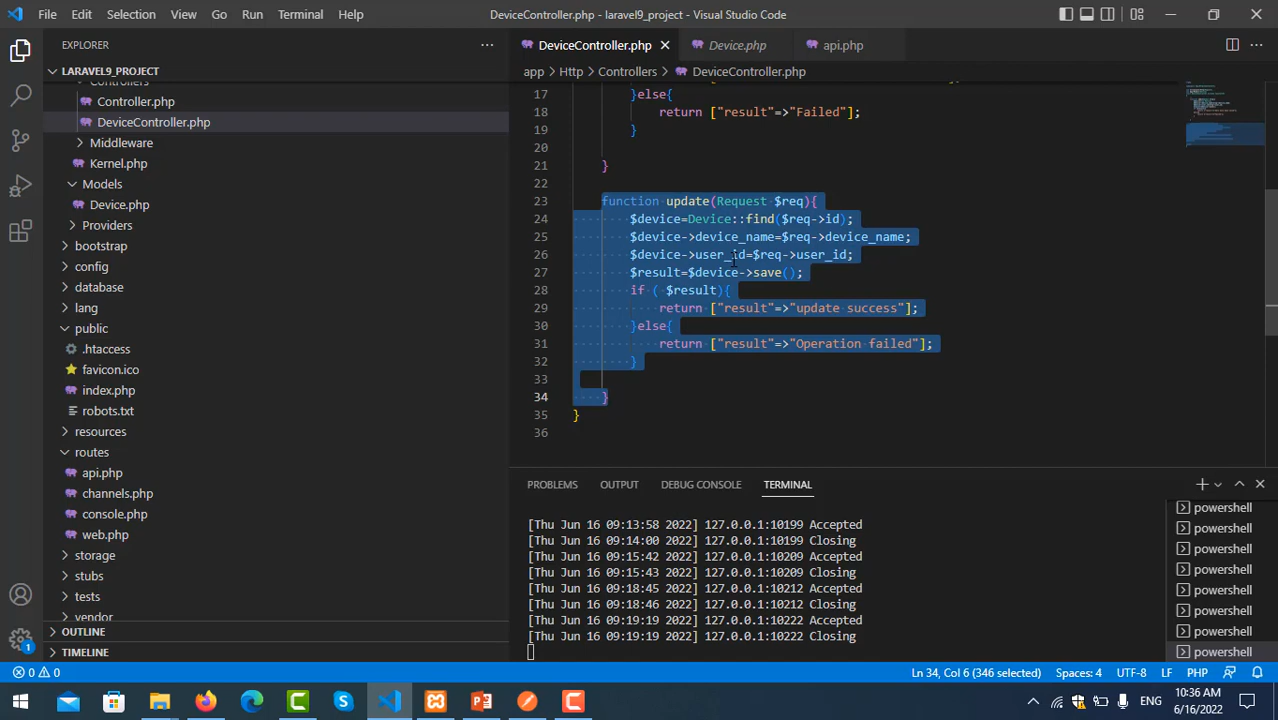 File Edit Selection View Go Run Terminal Help
DeviceController.php - laravel9_project - Visual Studio Code
EXPLORER
LARAVEL9_PROJECT
Controllers
Controller.php
DeviceController.php
Middleware
Kernel.php
Models
Device.php
Providers
bootstrap
config
database
lang
public
.htaccess
favicon.ico
index.php
robots.txt
resources
routes
api.php
channels.php
console.php
web.php
storage
stubs
tests
vendor
OUTLINE
TIMELINE
1
DeviceController.php Device.php api.php
app > Http > Controllers > DeviceController.php
17 }else{
18 return ["result"=>"Failed"];
19 }
20
21 }
22
23 function update(Request $req){
24 $device=Device::find($req->id);
25 $device->device_name=$req->device_name;
26 $device->user_id=$req->user_id;
27 $result=$device->save();
28 if ( $result){
29 return ["result"=>"update success"];
30 }else{
31 return ["result"=>"Operation failed"];
32 }
33
34 }
35 }
36
PROBLEMS OUTPUT DEBUG CONSOLE TERMINAL
[Thu Jun 16 09:13:58 2022] 127.0.0.1:10199 Accepted
[Thu Jun 16 09:14:00 2022] 127.0.0.1:10199 Closing
[Thu Jun 16 09:15:42 2022] 127.0.0.1:10209 Accepted
[Thu Jun 16 09:15:43 2022] 127.0.0.1:10209 Closing
[Thu Jun 16 09:18:45 2022] 127.0.0.1:10212 Accepted
[Thu Jun 16 09:18:46 2022] 127.0.0.1:10212 Closing
[Thu Jun 16 09:19:19 2022] 127.0.0.1:10222 Accepted
[Thu Jun 16 09:19:19 2022] 127.0.0.1:10222 Closing
powershell
powershell
powershell
powershell
powershell
powershell
powershell
powershell
0 0
Ln 34, Col 6 (346 selected) Spaces: 4 UTF-8 LF PHP
ENG
10:36 AM
6/16/2022